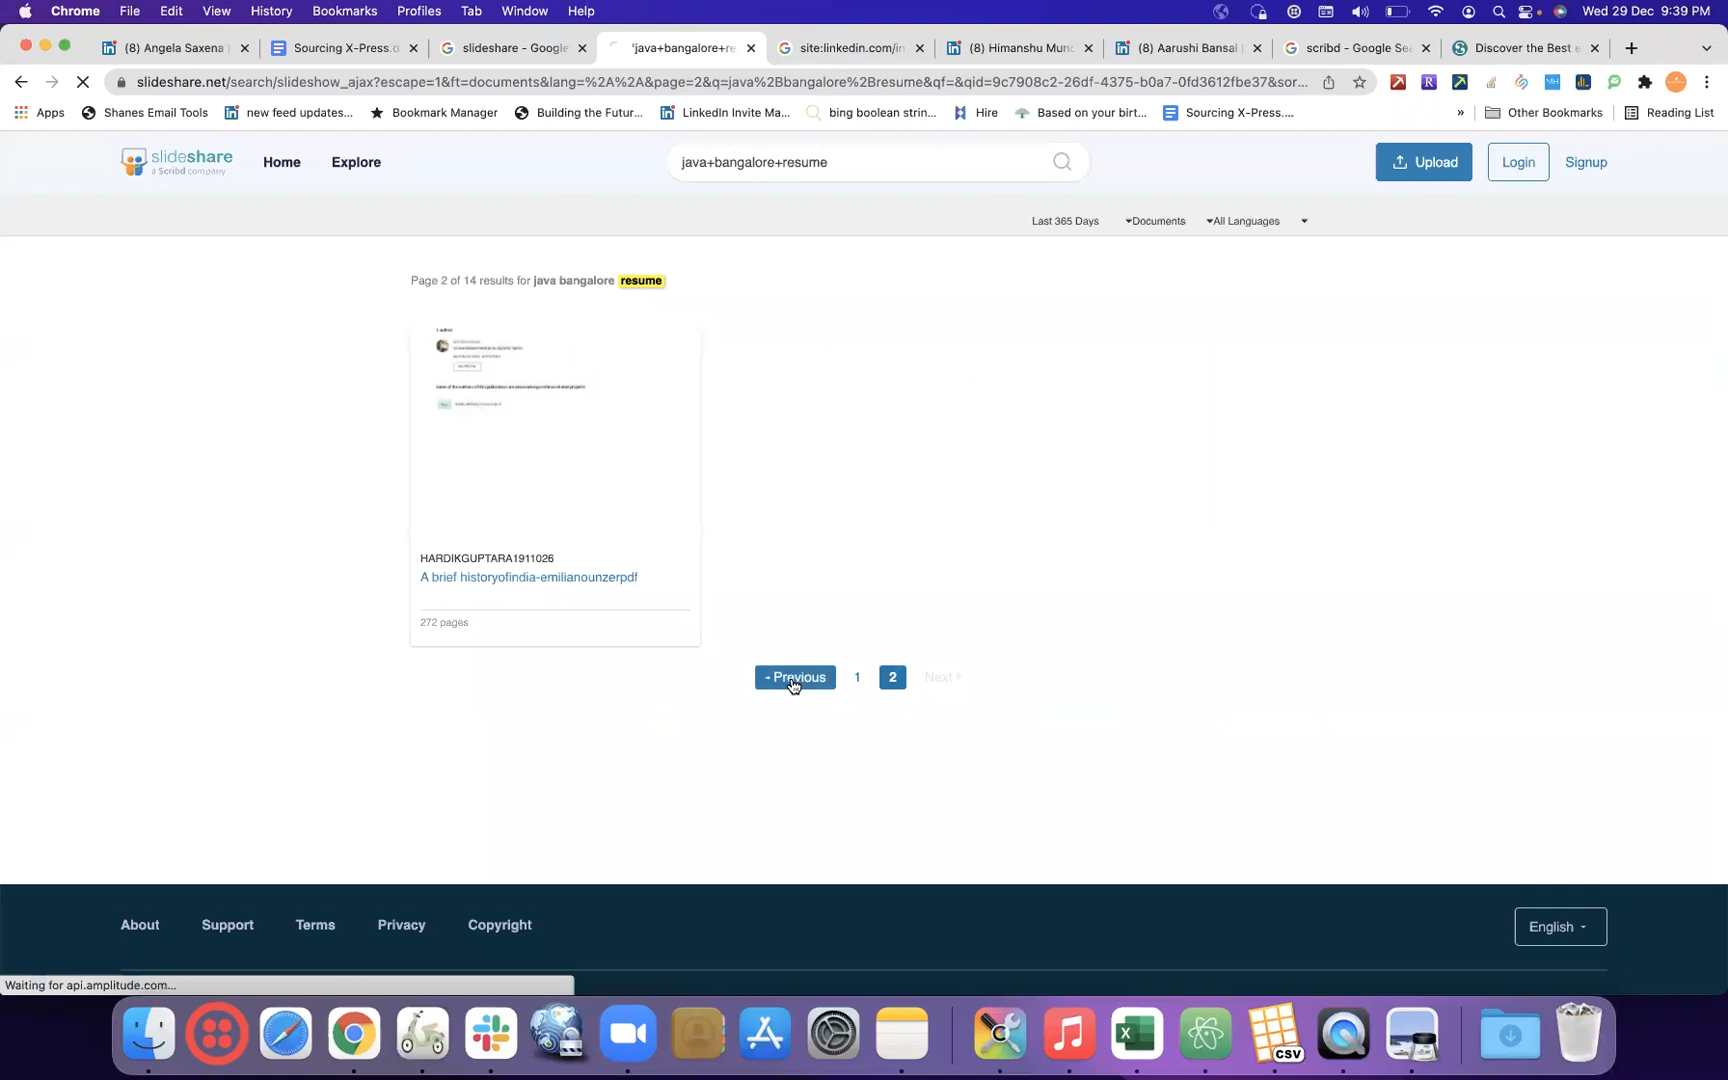 Chrome File Edit View History Bookmarks Profiles Tab Window Help Wed 29 Dec 9:39 PM
(8) Angela Saxena Sourcing X-Press.d slideshare - Google 'java+bangalore+re site:linkedin.com/in (8) Himanshu Mund (8) Aarushi Bansal scribd - Google Se Discover the Best e
slideshare.net/search/slideshow_ajax?escape=1&ft=documents&lang=%2A%2A&page=2&q=java%2Bbangalore%2Bresume&qf=&qid=9c7908c2-26df-4375-b0a7-0fd3612fbe37&sor...
Apps Shanes Email Tools new feed updates... Bookmark Manager Building the Futur... LinkedIn Invite Ma... bing boolean strin... Hire Based on your birt... Sourcing X-Press.... » Other Bookmarks Reading List
slideshare Home Explore java+bangalore+resume Upload Login Signup
a Scribd company
Last 365 Days Documents All Languages
Page 2 of 14 results for java bangalore resume
HARDIKGUPTARA1911026
A brief historyofindia-emilianounzerpdf
272 pages
Previous 1 2 Next »
About Support Terms Privacy Copyright English
Waiting for api.amplitude.com...
CSV